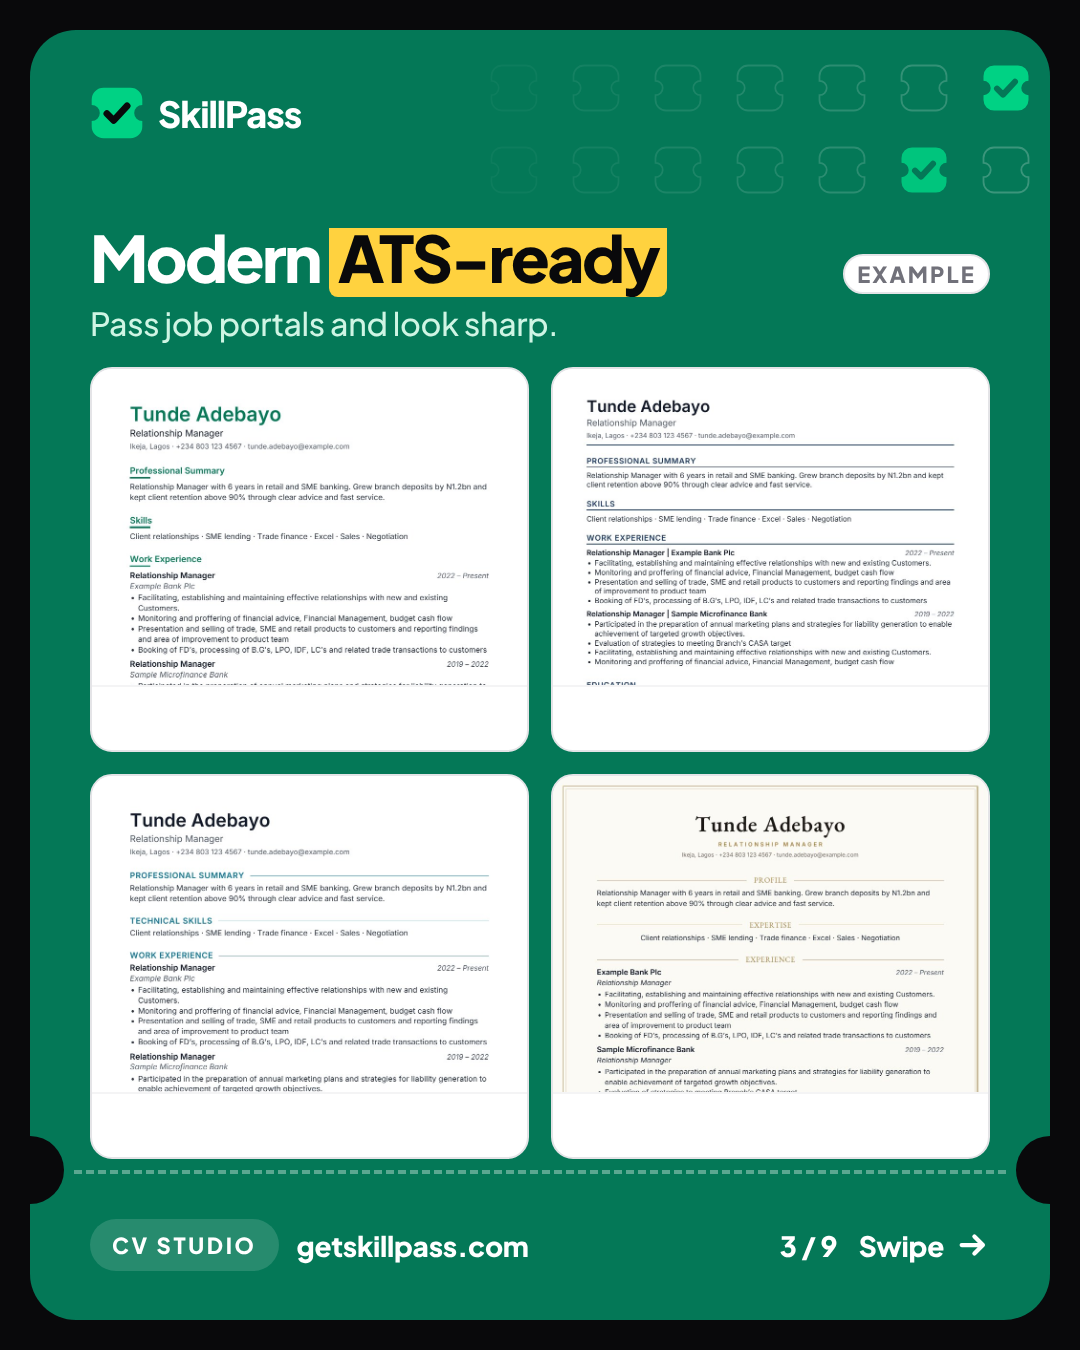 SkillPass
Modern ATS-ready
EXAMPLE
Pass job portals and look sharp.
Tunde Adebayo
Relationship Manager
Ikeja, Lagos · +234 803 123 4567 · tunde.adebayo@example.com
Professional Summary
Relationship Manager with 6 years in retail and SME banking. Grew branch deposits by N1.2bn and
kept client retention above 90% through clear advice and fast service.
Skills
Client relationships · SME lending · Trade finance · Excel · Sales · Negotiation
Work Experience
Relationship Manager 2022 – Present
Example Bank Plc
• Facilitating, establishing and maintaining effective relationships with new and existing
Customers.
• Monitoring and proffering of financial advice, Financial Management, budget cash flow
• Presentation and selling of trade, SME and retail products to customers and reporting findings
and area of improvement to product team
• Booking of FD's, processing of B.G's, LPO, IDF, LC's and related trade transactions to customers
Relationship Manager 2019 – 2022
Sample Microfinance Bank
• Participated in the preparation of annual marketing plans and strategies for liability generation to
Tunde Adebayo
Relationship Manager
Ikeja, Lagos · +234 803 123 4567 · tunde.adebayo@example.com
PROFESSIONAL SUMMARY
Relationship Manager with 6 years in retail and SME banking. Grew branch deposits by N1.2bn and kept
client retention above 90% through clear advice and fast service.
SKILLS
Client relationships · SME lending · Trade finance · Excel · Sales · Negotiation
WORK EXPERIENCE
Relationship Manager | Example Bank Plc 2022 – Present
• Facilitating, establishing and maintaining effective relationships with new and existing Customers.
• Monitoring and proffering of financial advice, Financial Management, budget cash flow
• Presentation and selling of trade, SME and retail products to customers and reporting findings and area
of improvement to product team
• Booking of FD's, processing of B.G's, LPO, IDF, LC's and related trade transactions to customers
Relationship Manager | Sample Microfinance Bank 2019 - 2022
• Participated in the preparation of annual marketing plans and strategies for liability generation to enable
achievement of targeted growth objectives.
• Evaluation of strategies to meeting Branch's CASA target
• Facilitating, establishing and maintaining effective relationships with new and existing Customers.
• Monitoring and proffering of financial advice, Financial Management, budget cash flow
EDUCATION
Tunde Adebayo
Relationship Manager
Ikeja, Lagos · +234 803 123 4567 · tunde.adebayo@example.com
PROFESSIONAL SUMMARY
Relationship Manager with 6 years in retail and SME banking. Grew branch deposits by N1.2bn and
kept client retention above 90% through clear advice and fast service.
TECHNICAL SKILLS
Client relationships · SME lending · Trade finance · Excel · Sales · Negotiation
WORK EXPERIENCE
Relationship Manager 2022 – Present
Example Bank Plc
• Facilitating, establishing and maintaining effective relationships with new and existing
Customers.
• Monitoring and proffering of financial advice, Financial Management, budget cash flow
• Presentation and selling of trade, SME and retail products to customers and reporting findings
and area of improvement to product team
• Booking of FD's, processing of B.G's, LPO, IDF, LC's and related trade transactions to customers
Relationship Manager 2019 – 2022
Sample Microfinance Bank
• Participated in the preparation of annual marketing plans and strategies for liability generation to
enable achievement of targeted growth objectives.
Tunde Adebayo
RELATIONSHIP MANAGER
Ikeja, Lagos · +234 803 123 4567 · tunde.adebayo@example.com
PROFILE
Relationship Manager with 6 years in retail and SME banking. Grew branch deposits by N1.2bn and
kept client retention above 90% through clear advice and fast service.
EXPERTISE
Client relationships · SME lending · Trade finance · Excel · Sales · Negotiation
EXPERIENCE
Example Bank Plc 2022 - Present
Relationship Manager
• Facilitating, establishing and maintaining effective relationships with new and existing Customers.
• Monitoring and proffering of financial advice, Financial Management, budget cash flow
• Presentation and selling of trade, SME and retail products to customers and reporting findings and
area of improvement to product team
• Booking of FD's, processing of B.G's, LPO, IDF, LC's and related trade transactions to customers
Sample Microfinance Bank 2019 - 2022
Relationship Manager
• Participated in the preparation of annual marketing plans and strategies for liability generation to
enable achievement of targeted growth objectives.
• Evaluation of strategies to meeting Branch's CASA target
CV STUDIO getskillpass.com 3 / 9 Swipe →